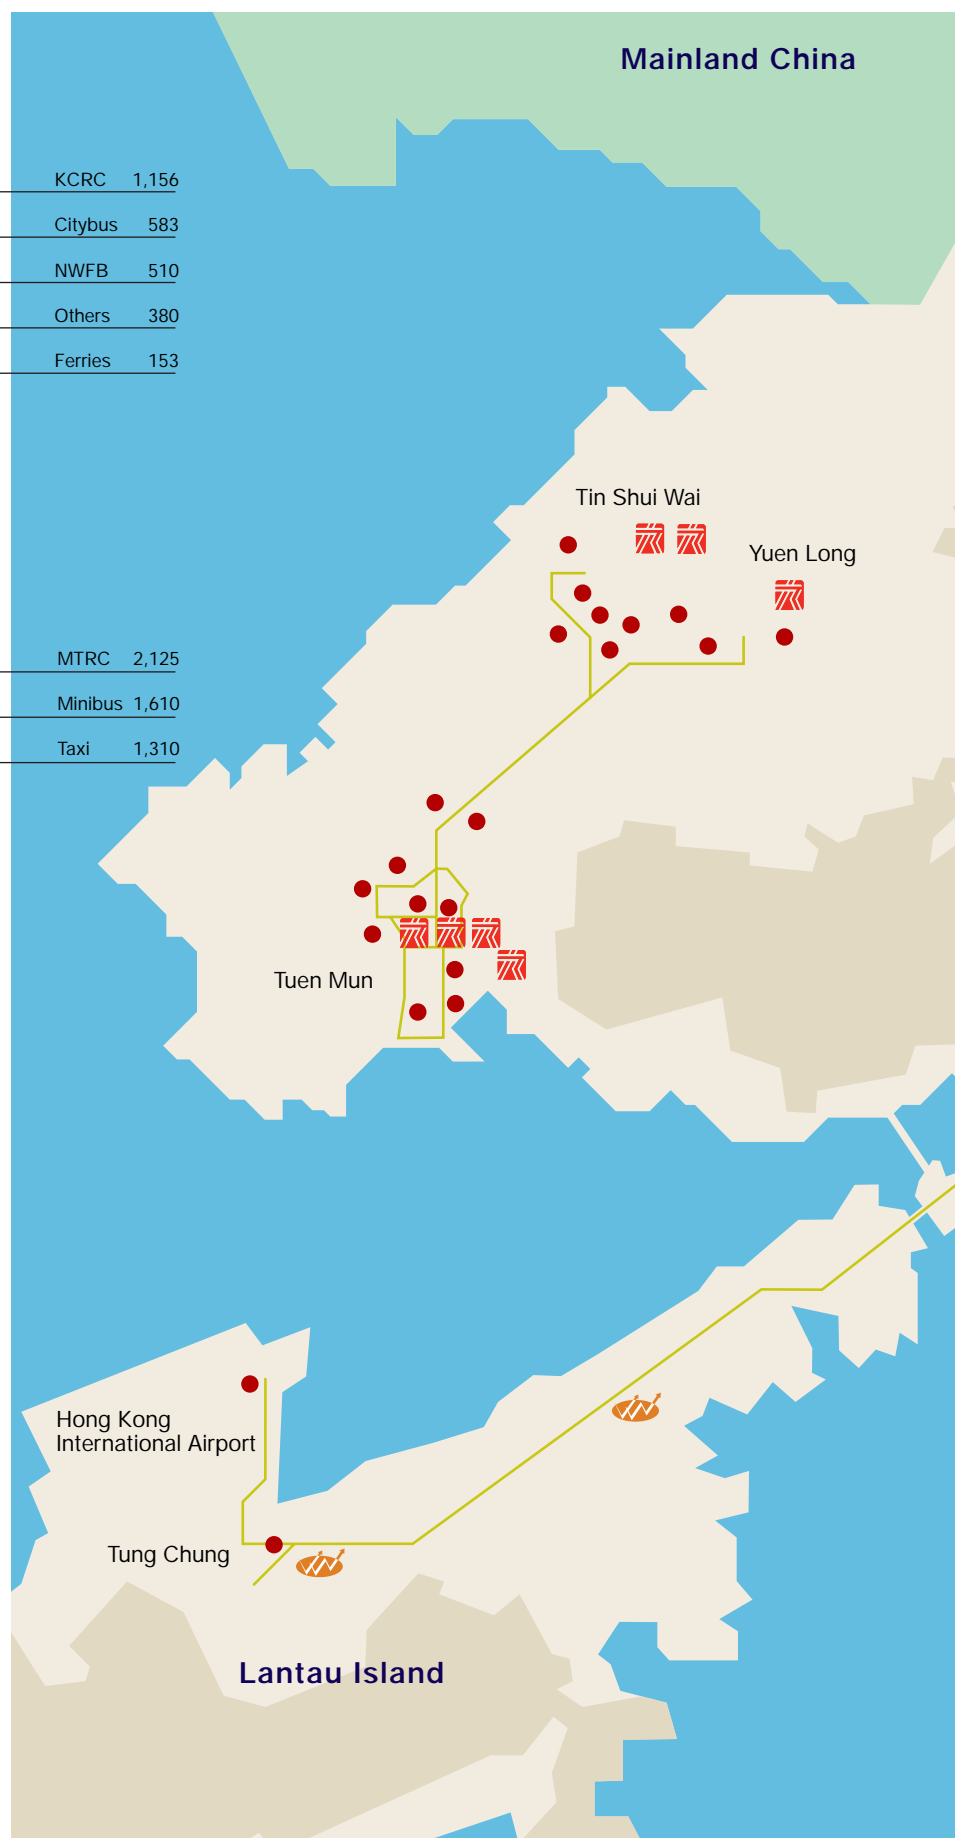 Mainland China
KCRC 1,156
Citybus 583
NWFB 510
Others 380
Ferries 153
Tin Shui Wai
Yuen Long
MTRC 2,125
Minibus 1,610
Taxi 1,310
Tuen Mun
Hong Kong
International Airport
Tung Chung
Lantau Island